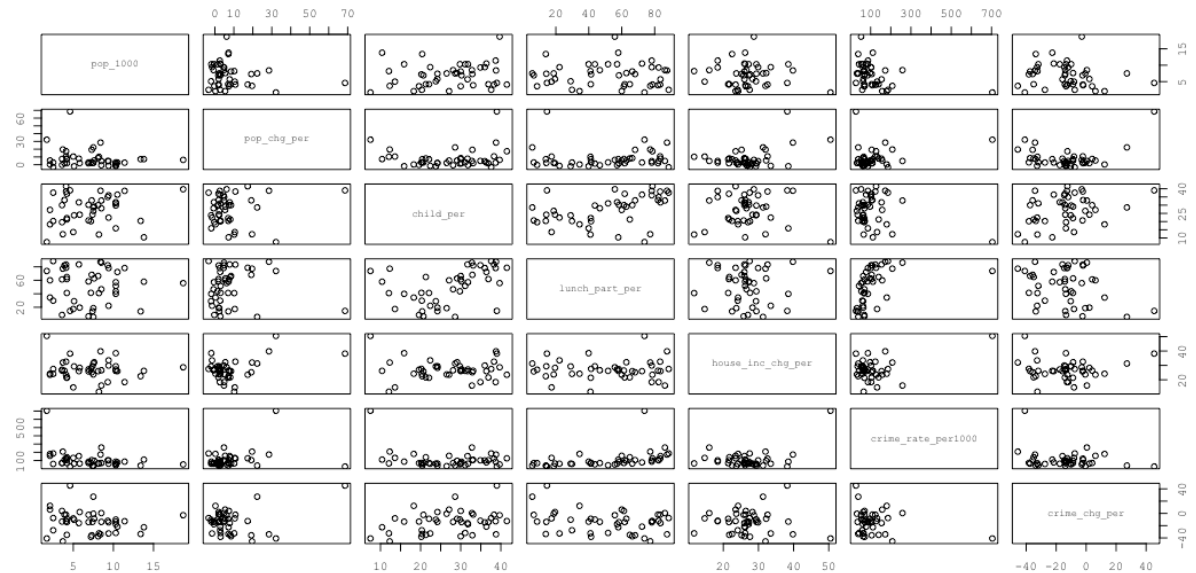 0 10 30 50 70
20 40 60 80
100 300 500 700
pop_1000
5 15
0 30 60
pop_chg_per
child_per
10 25 40
20 60
lunch_part_per
house_inc_chg_per
20 40
100 500
crime_rate_per1000
crime_chg_per
-40 0 40
5 10 15
10 20 30 40
10 20 30 40 50
-40 -20 0 20 40